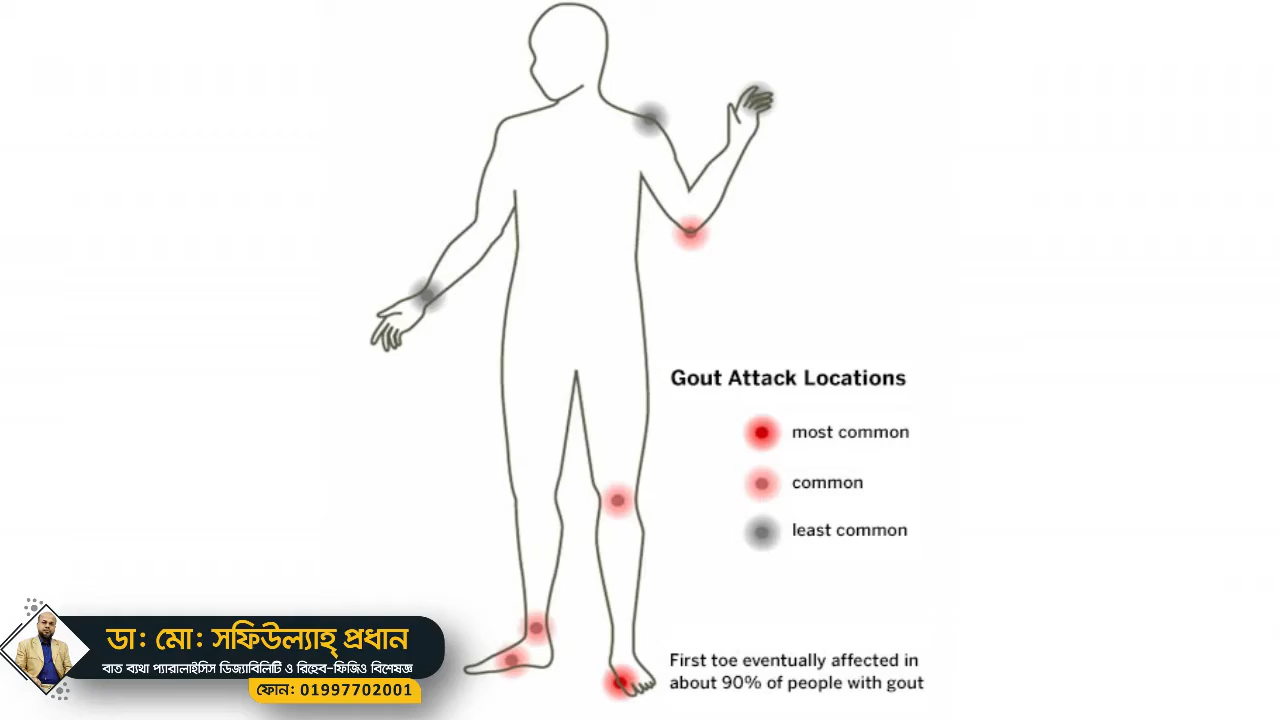 Gout Attack Locations
most common
common
least common
First toe eventually affected in
about 90% of people with gout
ডা: মো: সফিউল্যাহ্ প্রধান
বাত ব্যথা প্যারালাইসিস ডিজ্যাবিলিটি ও রিহেব-ফিজিও বিশেষজ্ঞ
ফোন: 01997702001